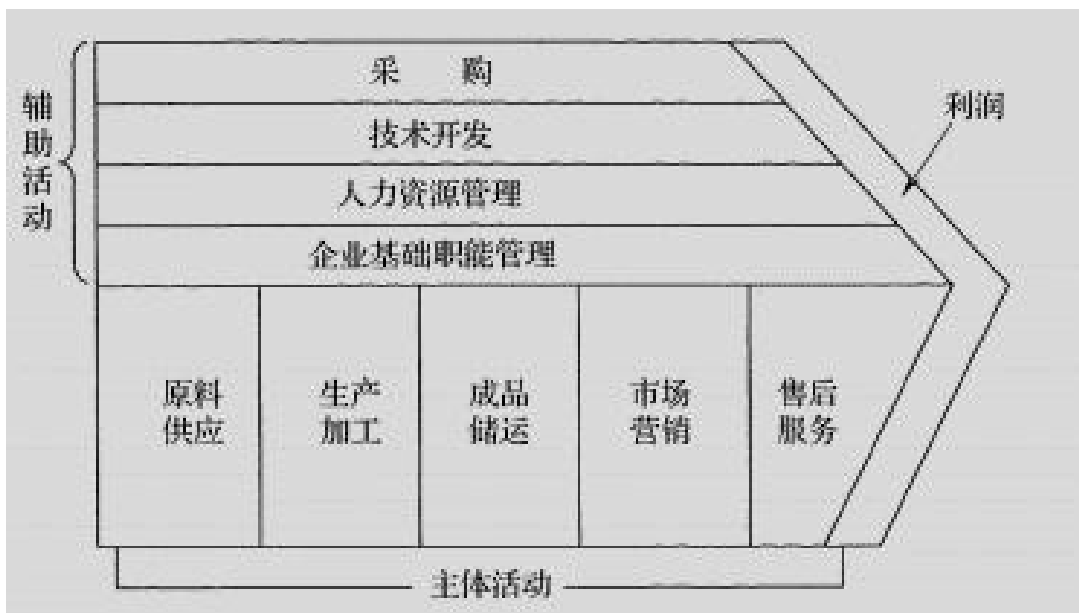 采 购
辅助活动
技术开发
利润
人力资源管理
企业基础职能管理
原料
供应
生产
加工
成品
储运
市场
营销
售后
服务
主体活动